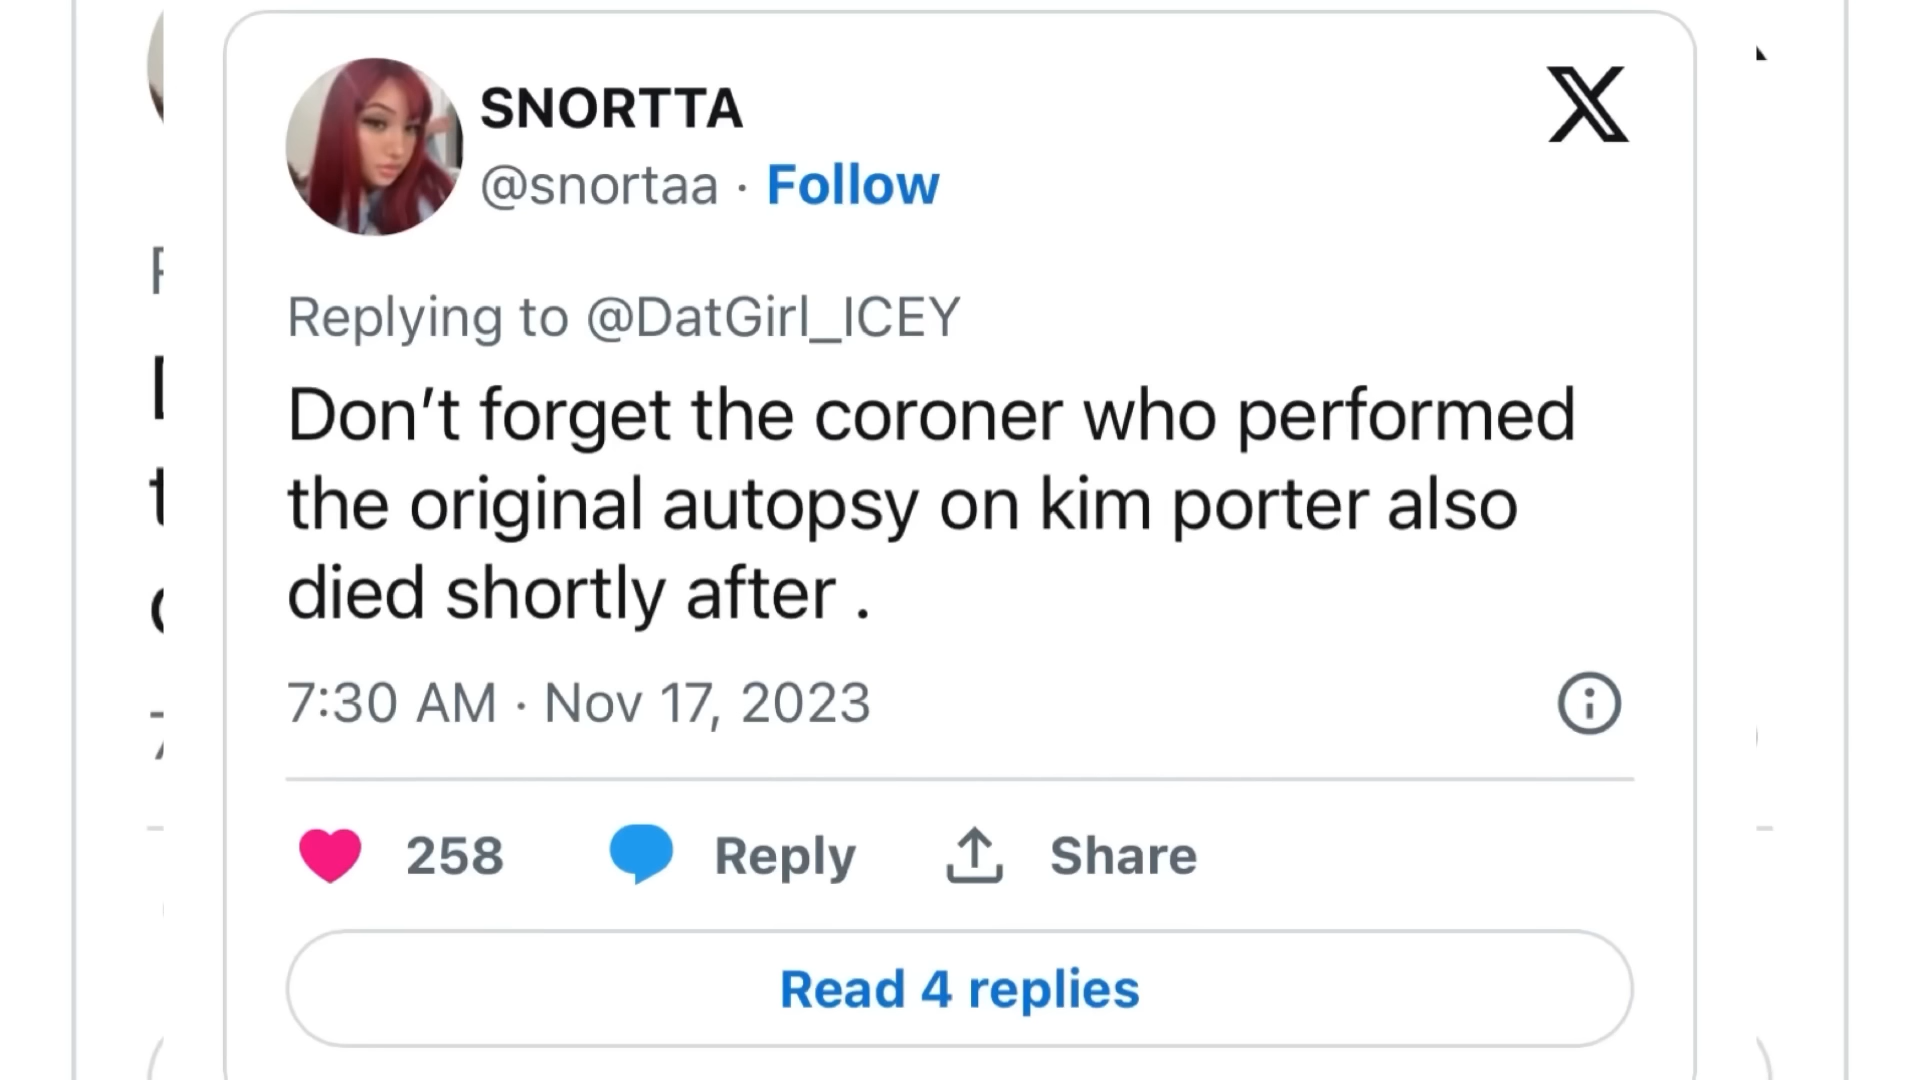 SNORTTA
@snortaa · Follow
Replying to @DatGirl_ICEY
Don’t forget the coroner who performed
the original autopsy on kim porter also
died shortly after .
7:30 AM · Nov 17, 2023
258 Reply Share
Read 4 replies